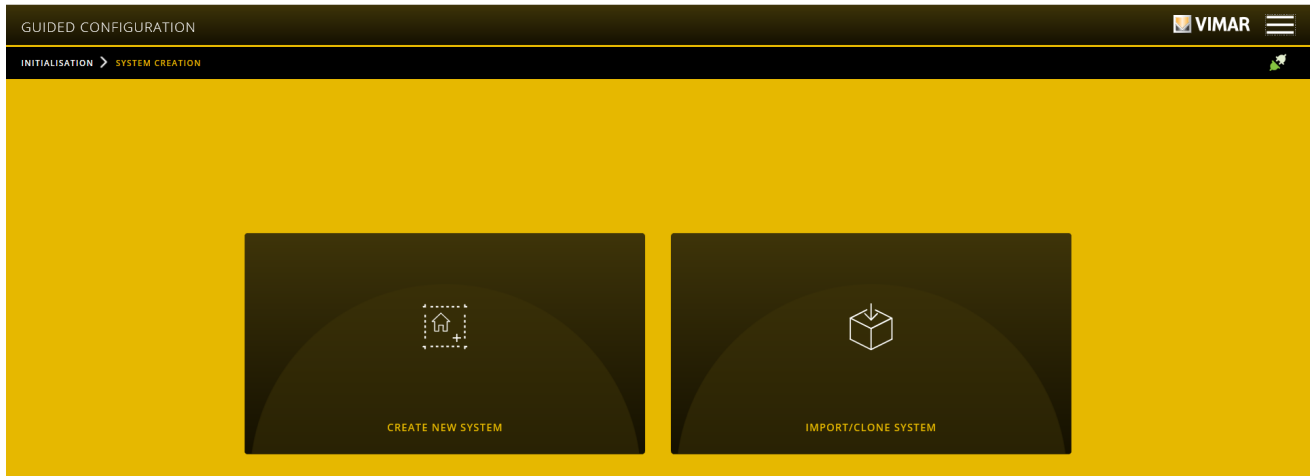 GUIDED CONFIGURATION
VIMAR
INITIALISATION > SYSTEM CREATION
CREATE NEW SYSTEM
IMPORT/CLONE SYSTEM